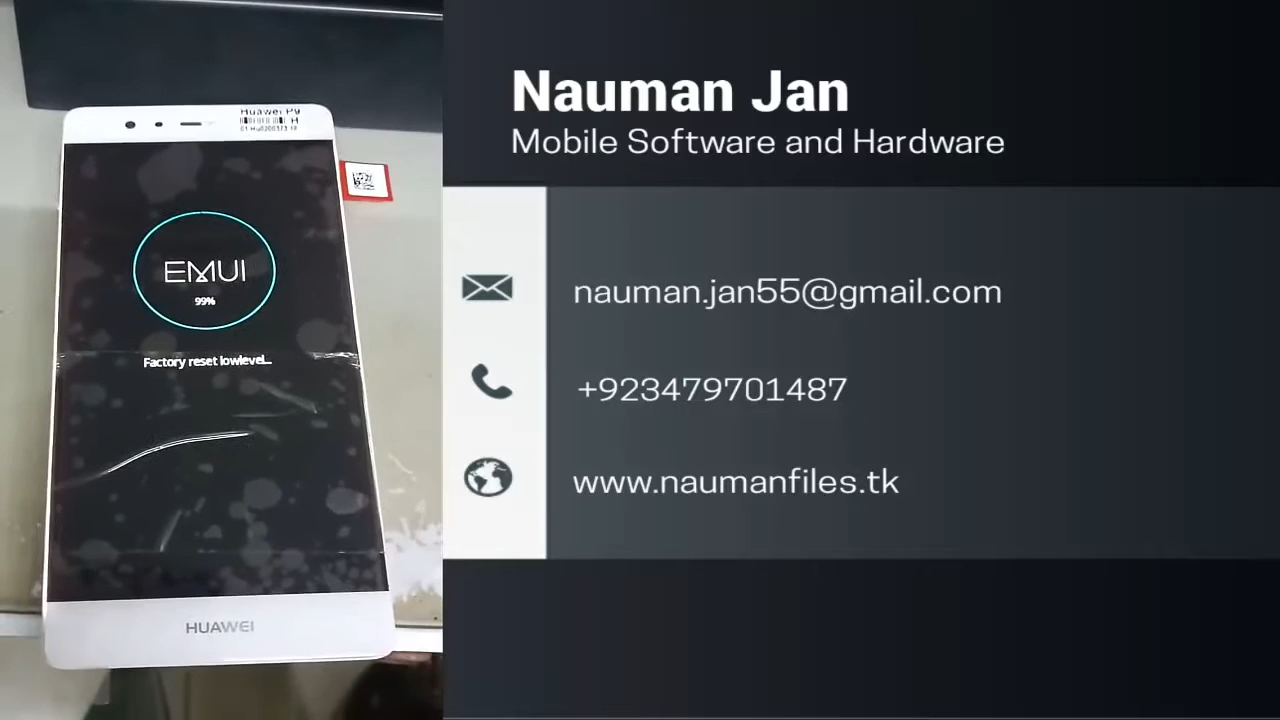 Huawei P9
H
EMUI
99%
Factory reset lowlevel...
HUAWEI
Nauman Jan
Mobile Software and Hardware
nauman.jan55@gmail.com
+923479701487
www.naumanfiles.tk